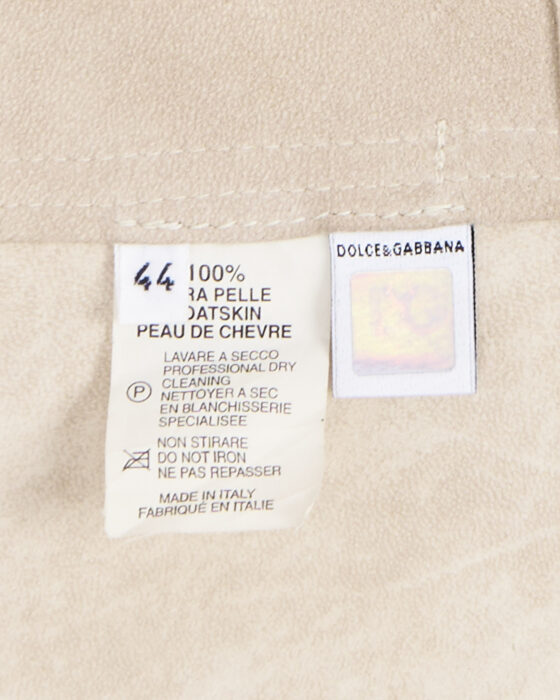 44 100%
RA PELLE
OATSKIN
PEAU DE CHEVRE
LAVARE A SECCO
PROFESSIONAL DRY
CLEANING
P NETTOYER A SEC
EN BLANCHISSERIE
SPECIALISEE
NON STIRARE
DO NOT IRON
NE PAS REPASSER
MADE IN ITALY
FABRIQUÉ EN ITALIE
DOLCE&GABBANA
DG